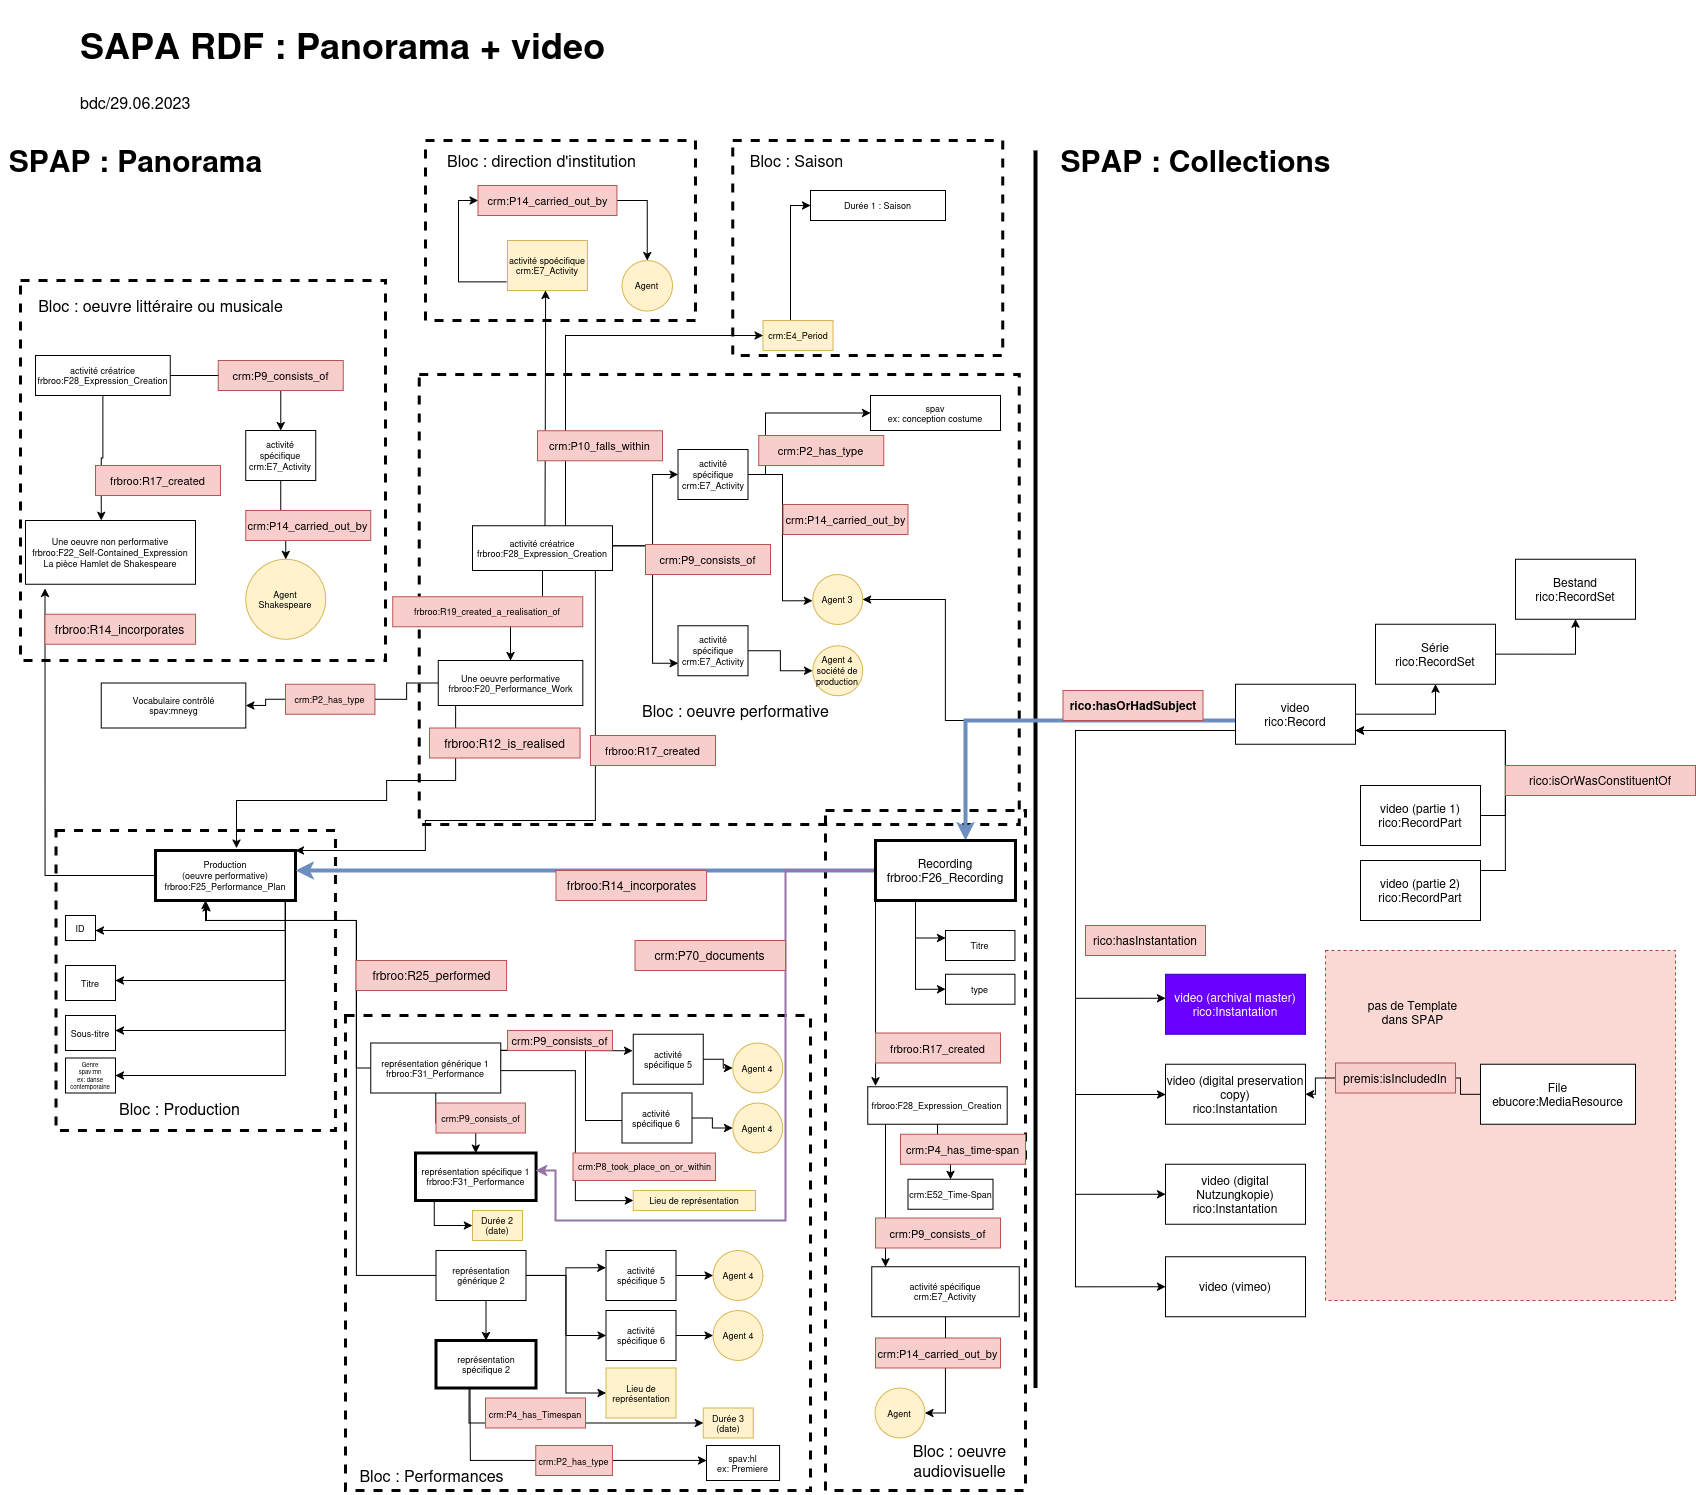 SAPA RDF : Panorama + video
bdc/29.06.2023
SPAP : Panorama
SPAP : Collections
Bloc : direction d'institution
crm:P14_carried_out_by
activité spoécifique
crm:E7_Activity
Agent
Bloc : Saison
Durée 1 : Saison
crm:E4_Period
Bloc : oeuvre littéraire ou musicale
activité créatrice
frbroo:F28_Expression_Creation
crm:P9_consists_of
activité
spécifique
crm:E7_Activity
frbroo:R17_created
crm:P14_carried_out_by
Une oeuvre non performative
frbroo:F22_Self-Contained_Expression
La pièce Hamlet de Shakespeare
Agent
Shakespeare
frbroo:R14_incorporates
spav
ex: conception costume
crm:P10_falls_within
crm:P2_has_type
activité
spécifique
crm:E7_Activity
crm:P14_carried_out_by
activité créatrice
frbroo:F28_Expression_Creation
crm:P9_consists_of
Agent 3
frbroo:R19_created_a_realisation_of
activité
spécifique
crm:E7_Activity
Agent 4
société de
production
Une oeuvre performative
frbroo:F20_Performance_Work
Vocabulaire contrôlé
spav:mneyg
crm:P2_has_type
Bloc : oeuvre performative
frbroo:R12_is_realised
frbroo:R17_created
Bestand
rico:RecordSet
Série
rico:RecordSet
rico:hasOrHadSubject
video
rico:Record
rico:isOrWasConstituentOf
video (partie 1)
rico:RecordPart
video (partie 2)
rico:RecordPart
Production
(oeuvre performative)
frbroo:F25_Performance_Plan
frbroo:R14_incorporates
Recording
frbroo:F26_Recording
ID
Titre
Sous-titre
Genre
spav:mn
ex: danse
contemporaine
Bloc : Production
frbroo:R25_performed
crm:P70_documents
Titre
type
rico:hasInstantation
video (archival master)
rico:Instantation
pas de Template
dans SPAP
video (digital preservation
copy)
rico:Instantation
premis:isIncludedIn
File
ebucore:MediaResource
video (digital
Nutzungkopie)
rico:Instantation
video (vimeo)
représentation générique 1
frbroo:F31_Performance
crm:P9_consists_of
activité
spécifique 5
Agent 4
crm:P9_consists_of
activité
spécifique 6
Agent 4
représentation spécifique 1
frbroo:F31_Performance
crm:P8_took_place_on_or_within
Lieu de représentation
Durée 2
(date)
représentation
générique 2
activité
spécifique 5
Agent 4
activité
spécifique 6
Agent 4
représentation
spécifique 2
Lieu de
représentation
crm:P4_has_Timespan
Durée 3
(date)
crm:P2_has_type
spav:hl
ex: Premiere
Bloc : Performances
frbroo:R17_created
frbroo:F28_Expression_Creation
crm:P4_has_time-span
crm:E52_Time-Span
crm:P9_consists_of
activité spécifique
crm:E7_Activity
crm:P14_carried_out_by
Agent
Bloc : oeuvre
audiovisuelle